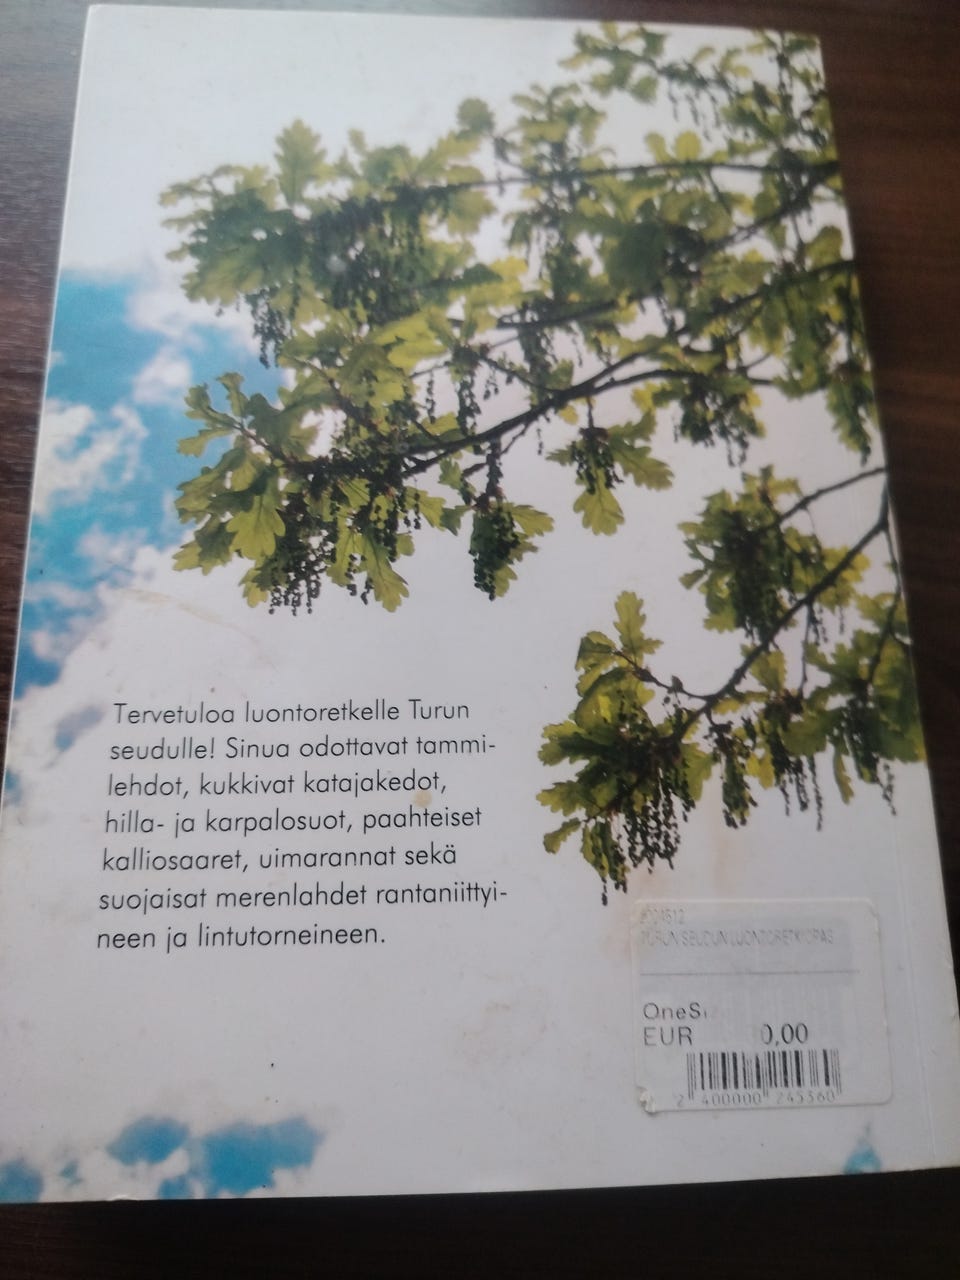 Tervetuloa luontoretkelle Turun
seudulle! Sinua odottavat tammi-
lehdot, kukkivat katajakedot,
hilla- ja karpalosuot, paahteiset
kalliosaaret, uimarannat sekä
suojaisat merenlahdet rantaniittyi-
neen ja lintutorneineen.
TURUN SEUDUN LUONTORETKIOPAS
EUR 0,00
2 400000 245360